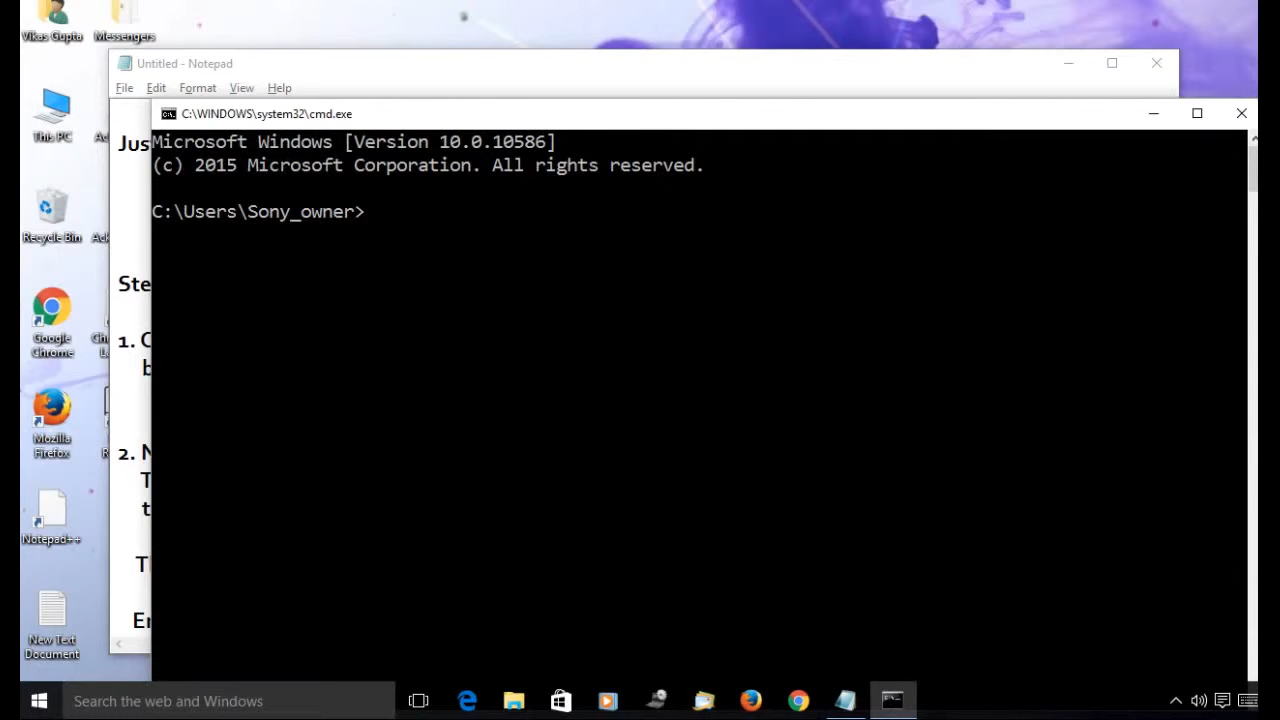 Vikas Gupta
Messengers
Untitled - Notepad
File Edit Format View Help
C:\WINDOWS\system32\cmd.exe
This PC
Microsoft Windows [Version 10.0.10586]
(c) 2015 Microsoft Corporation. All rights reserved.
C:\Users\Sony_owner>
Recycle Bin
1.
Google
Chrome
Mozilla
Firefox
2.
Notepad++
New Text
Document
Search the web and Windows